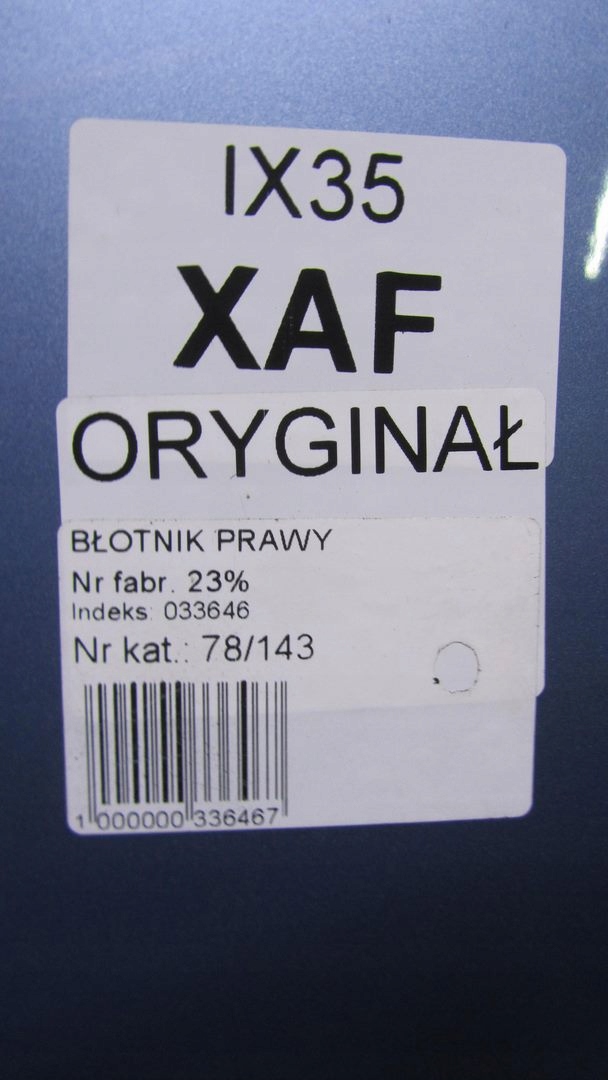 IX35
XAF
ORYGINAŁ
BŁOTNIK PRAWY
Nr fabr. 23%
Indeks: 033646
Nr kat.: 78/143
1 000000 336467